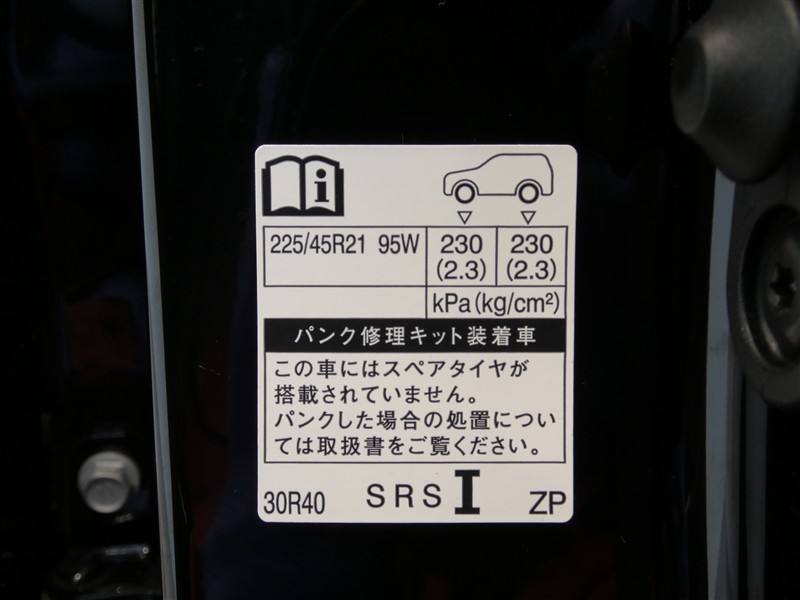 i
225/45R21 95W 230 230
(2.3) (2.3)
kPa(kg/cm²)
パンク修理キット装着車
この車にはスペアタイヤが
搭載されていません。
パンクした場合の処置につい
ては取扱書をご覧ください。
30R40 SRS I ZP